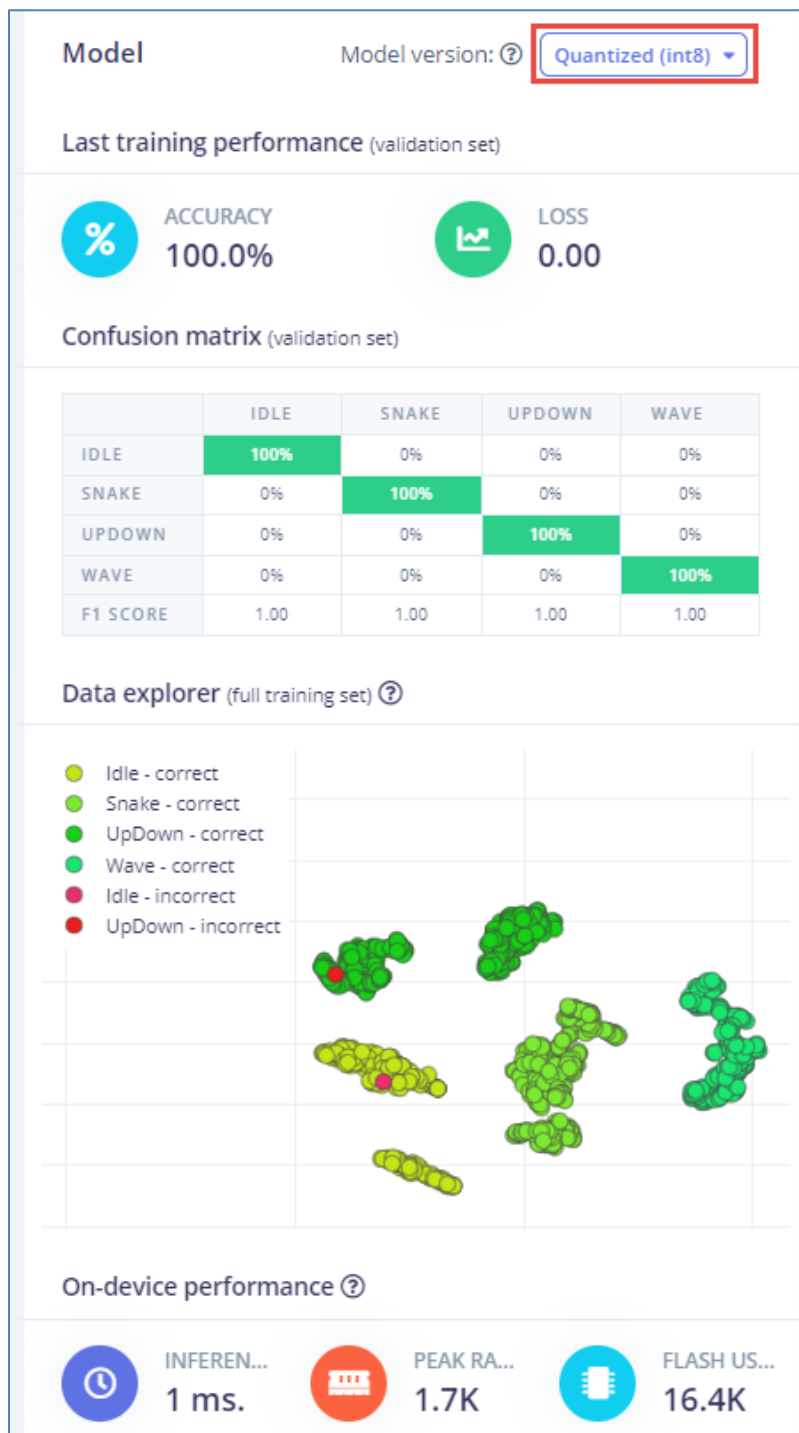 Model Model version: ? Quantized (int8)
Last training performance (validation set)
% ACCURACY LOSS
100.0% 0.00
Confusion matrix (validation set)
IDLE SNAKE UPDOWN WAVE
IDLE 100% 0% 0% 0%
SNAKE 0% 100% 0% 0%
UPDOWN 0% 0% 100% 0%
WAVE 0% 0% 0% 100%
F1 SCORE 1.00 1.00 1.00 1.00
Data explorer (full training set) ?
Idle - correct
Snake - correct
UpDown - correct
Wave - correct
Idle - incorrect
UpDown - incorrect
On-device performance ?
INFEREN... PEAK RA... FLASH US...
1 ms. 1.7K 16.4K